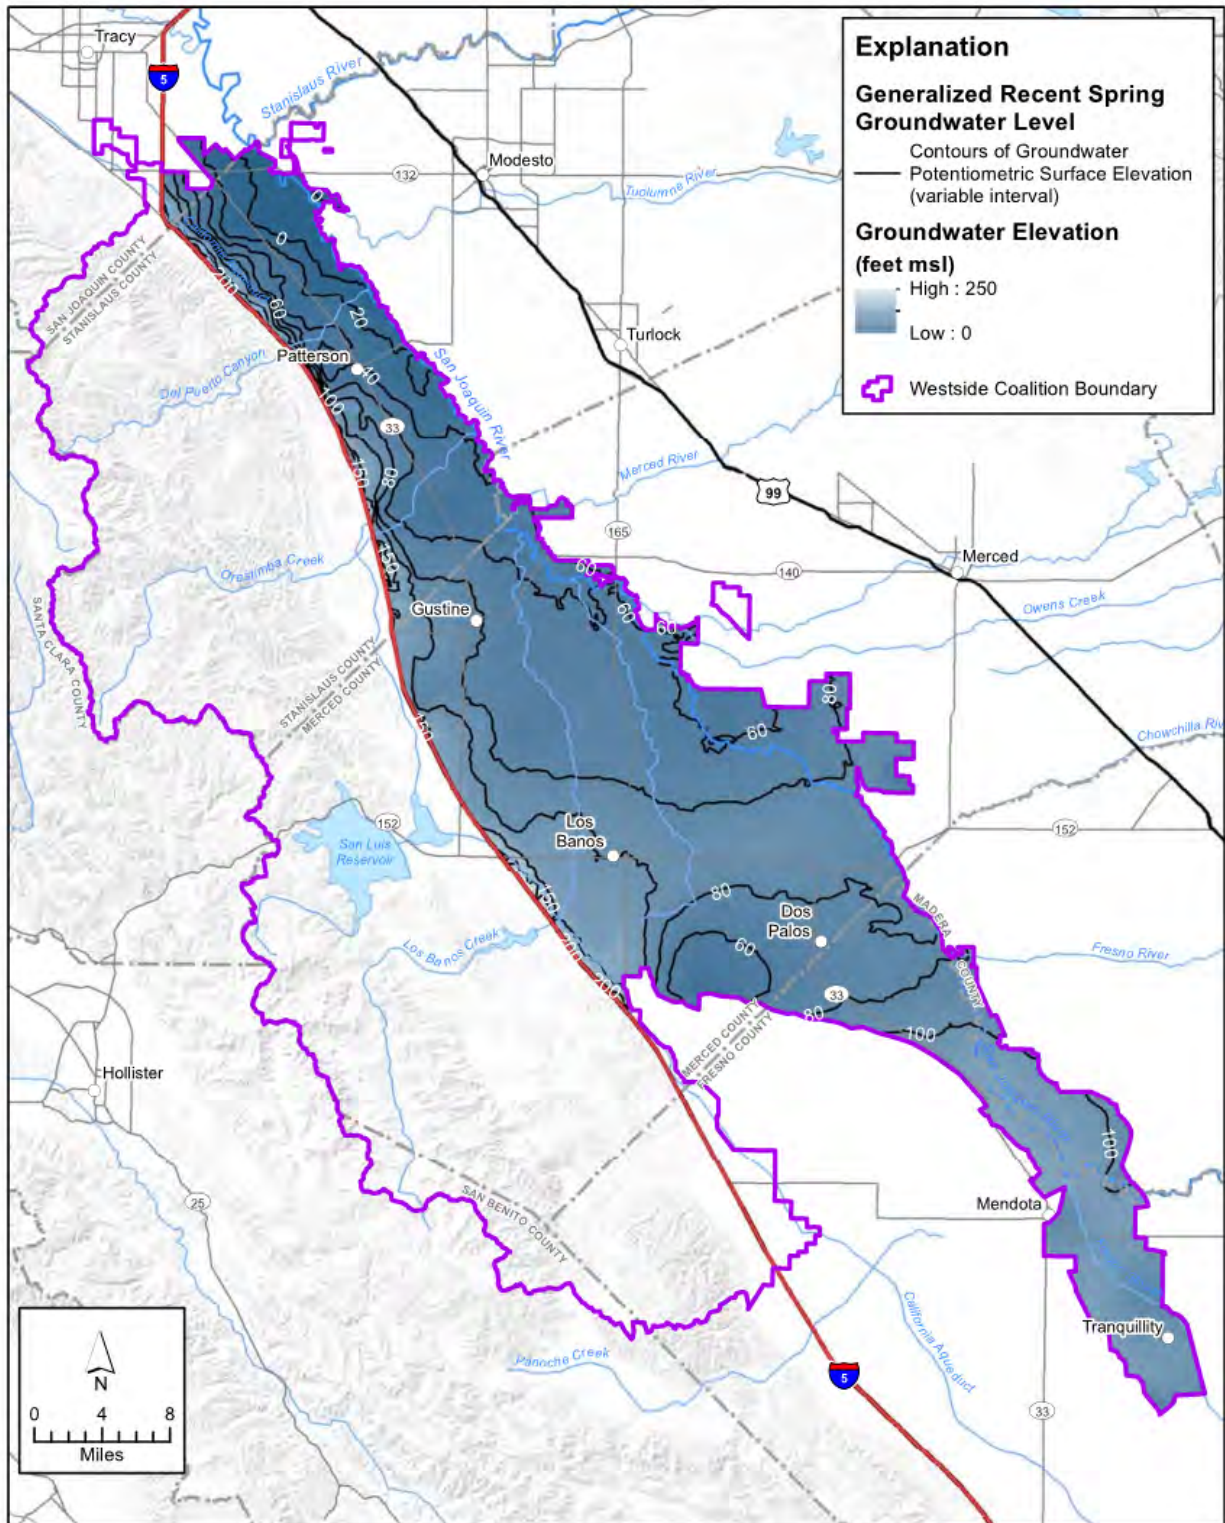 Explanation
Generalized Recent Spring
Groundwater Level
Contours of Groundwater
Potentiometric Surface Elevation
(variable interval)
Groundwater Elevation
(feet msl)
High : 250
Low : 0
Westside Coalition Boundary
Tracy
5
Stanislaus River
Modesto
132
Tuolumne River
0
0
SAN JOAQUIN COUNTY
STANISLAUS COUNTY
200
60
20
Turlock
Patterson
40
Del Puerto Canyon
San Joaquin River
100
33
Merced River
150
80
99
165
Merced
150
60
140
Orestimba Creek
Owens Creek
Gustine
60
60
SANTA CLARA COUNTY
STANISLAUS COUNTY
MERCED COUNTY
80
150
60
Chowchilla Riv
152
Los
Banos
152
San Luis
Reservoir
150
80
Dos
Palos
MADERA COUNTY
Los Banos Creek
200
60
Fresno River
200
33
80
100
MERCED COUNTY
FRESNO COUNTY
Hollister
100
25
SAN BENITO COUNTY
Mendota
California Aqueduct
Tranquillity
Panoche Creek
5
33
N
0 4 8
Miles